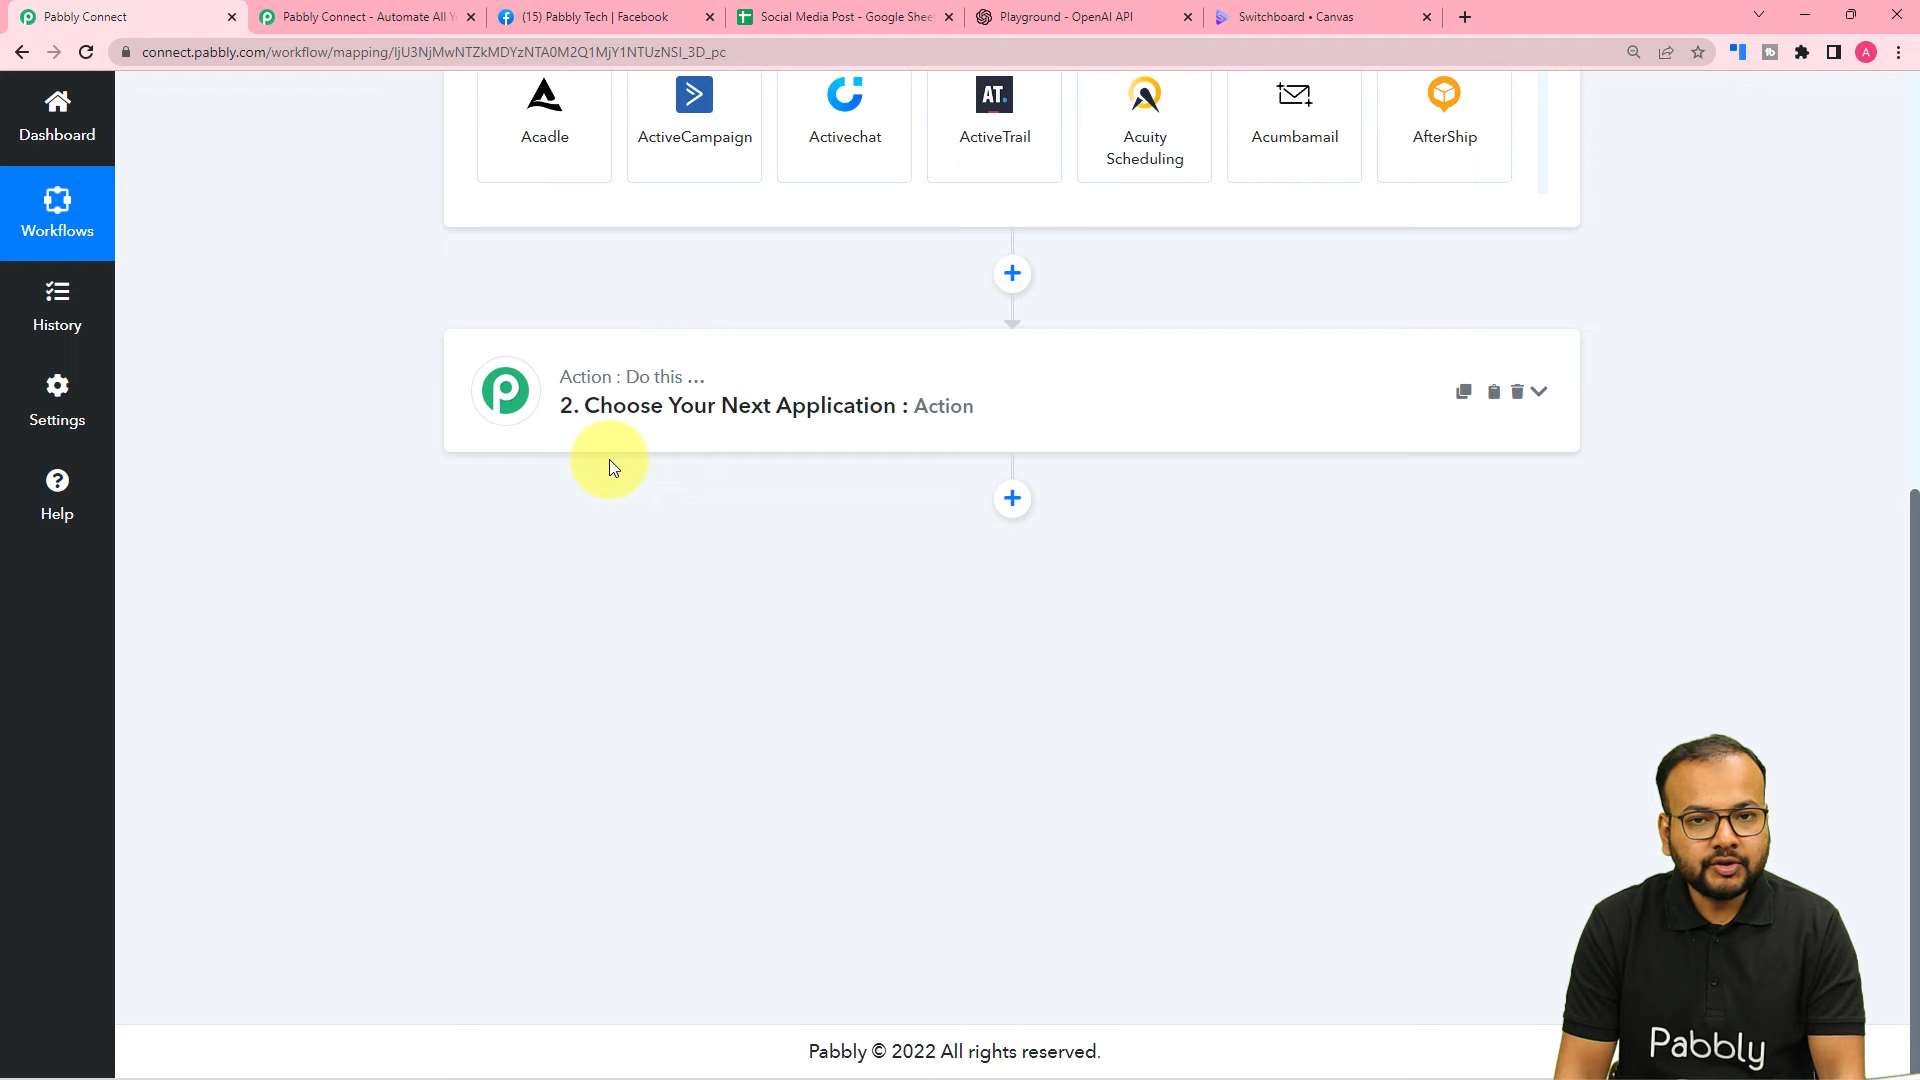 Pabbly Connect
Pabbly Connect - Automate All Y
(15) Pabbly Tech | Facebook
Social Media Post - Google Shee
Playground - OpenAI API
Switchboard • Canvas
connect.pabbly.com/workflow/mapping/IjU3NjMwNTZkMDYzNTA0M2Q1MjY1NTUzNSI_3D_pc
A
Dashboard
Workflows
History
Settings
Help
Acadle
ActiveCampaign
Activechat
AT.
ActiveTrail
Acuity
Scheduling
Acumbamail
AfterShip
Action : Do this ...
2. Choose Your Next Application : Action
Pabbly © 2022 All rights reserved.
Pabbly